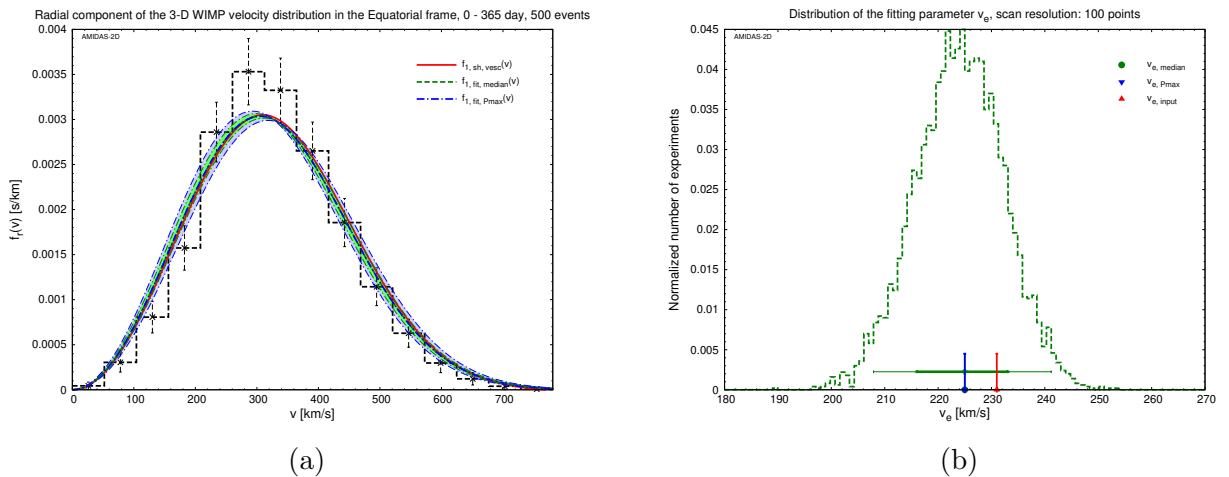 Radial component of the 3-D WIMP velocity distribution in the Equatorial frame, 0 - 365 day, 500 events
AMIDAS-2D
f1, sh, vesc(v)
f1, fit, median(v)
f1, fit, Pmax(v)
0.004
0.0035
0.003
0.0025
0.002
0.0015
0.001
0.0005
0
fr(v) [s/km]
0 100 200 300 400 500 600 700
v [km/s]
(a)
Distribution of the fitting parameter ve, scan resolution: 100 points
AMIDAS-2D
ve, median
ve, Pmax
ve, input
0.045
0.04
0.035
0.03
0.025
0.02
0.015
0.01
0.005
0
Normalized number of experiments
180 190 200 210 220 230 240 250 260 270
ve [km/s]
(b)